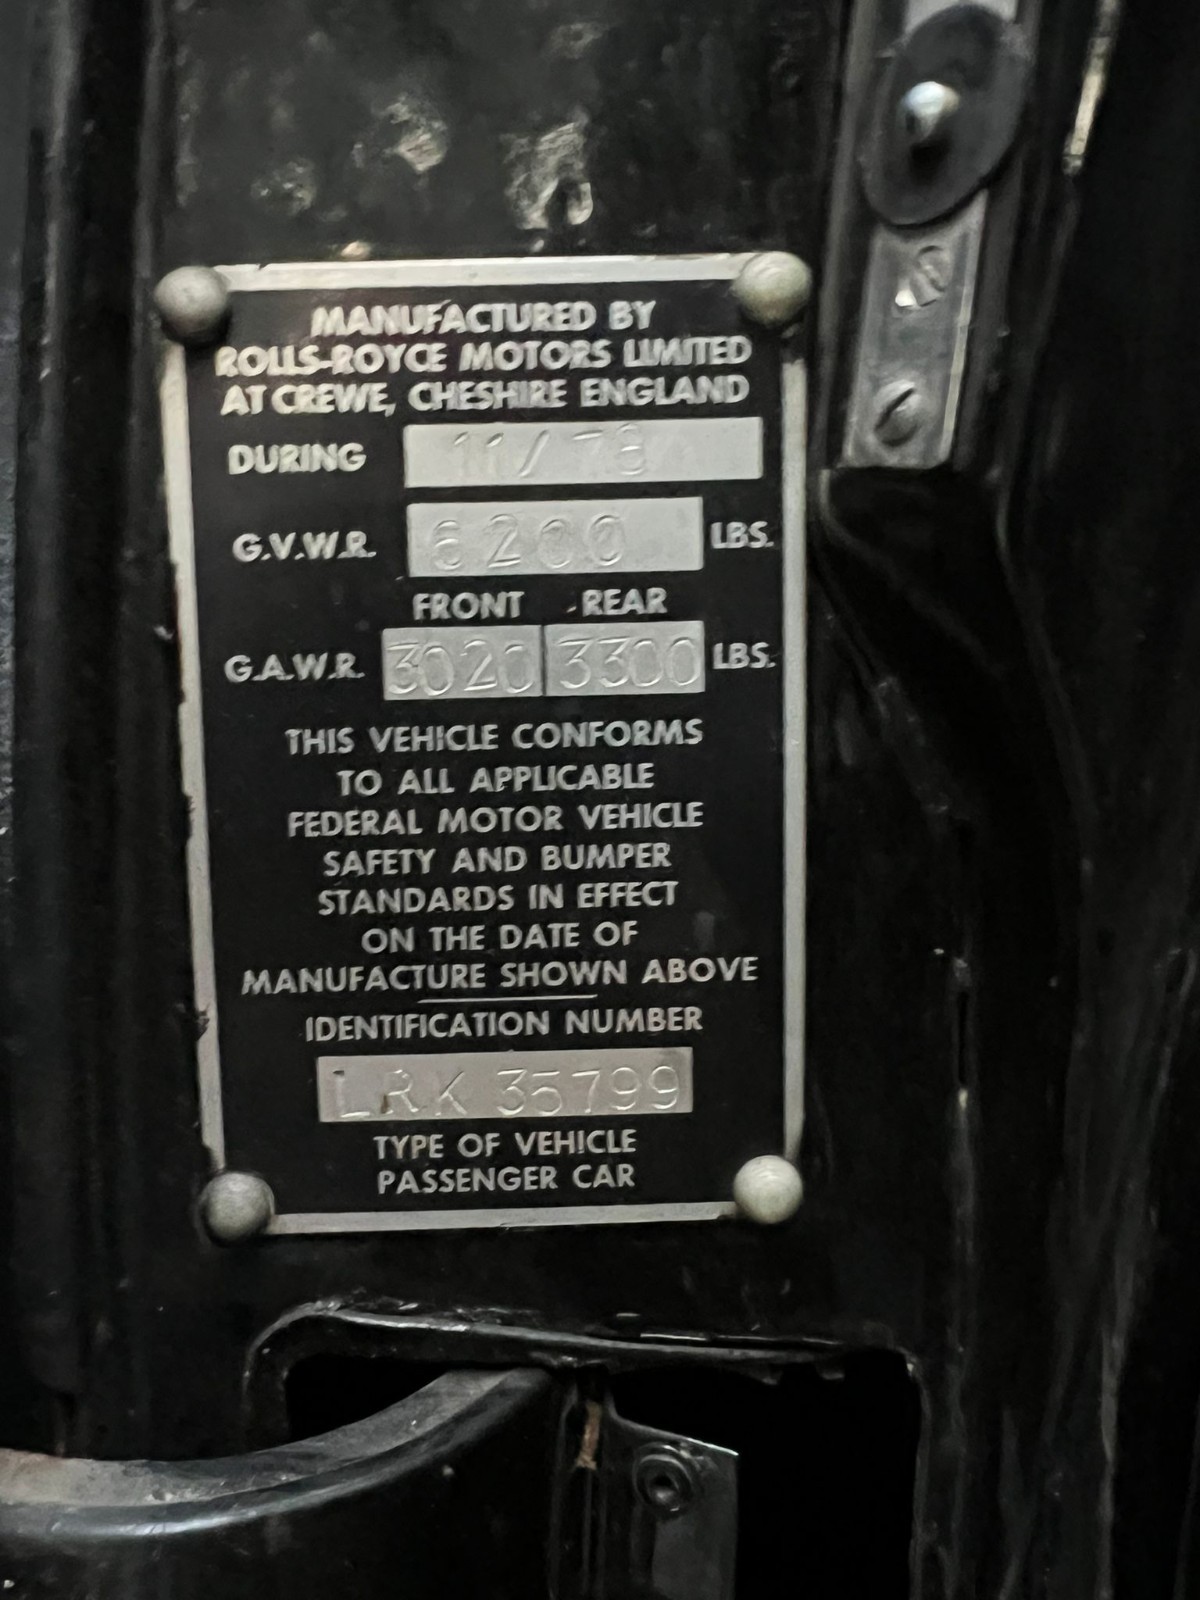 MANUFACTURED BY
ROLLS-ROYCE MOTORS LIMITED
AT CREWE, CHESHIRE ENGLAND
DURING 11/78
G.V.W.R. 6200 LBS.
FRONT REAR
G.A.W.R. 3020 3300 LBS.
THIS VEHICLE CONFORMS
TO ALL APPLICABLE
FEDERAL MOTOR VEHICLE
SAFETY AND BUMPER
STANDARDS IN EFFECT
ON THE DATE OF
MANUFACTURE SHOWN ABOVE
IDENTIFICATION NUMBER
LRK 35799
TYPE OF VEHICLE
PASSENGER CAR